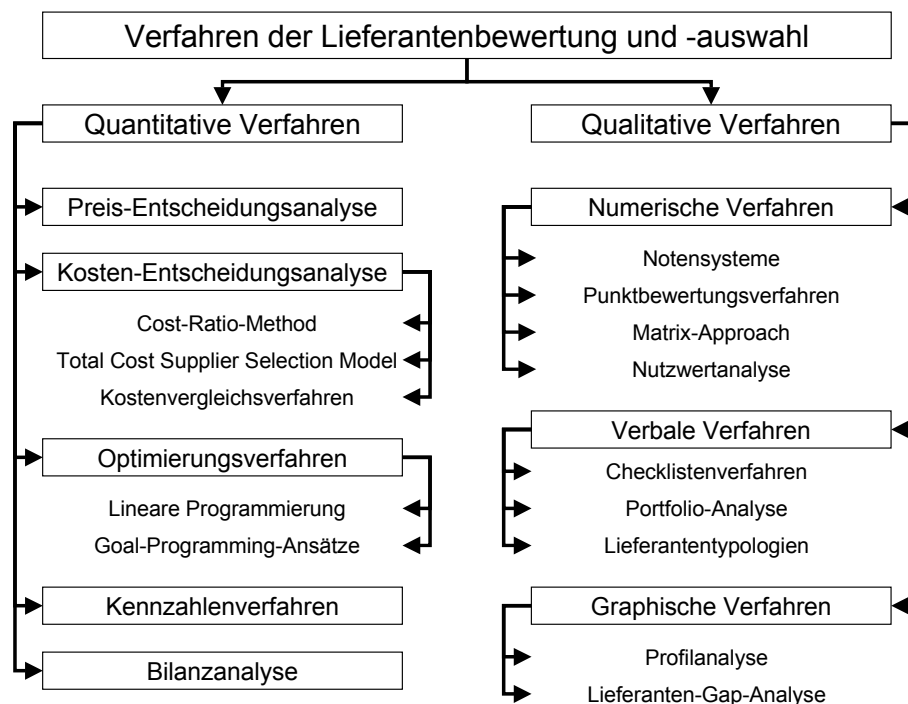 Verfahren der Lieferantenbewertung und -auswahl
Quantitative Verfahren
Preis-Entscheidungsanalyse
Kosten-Entscheidungsanalyse
Cost-Ratio-Method
Total Cost Supplier Selection Model
Kostenvergleichsverfahren
Optimierungsverfahren
Lineare Programmierung
Goal-Programming-Ansätze
Kennzahlenverfahren
Bilanzanalyse
Qualitative Verfahren
Numerische Verfahren
Notensysteme
Punktbewertungsverfahren
Matrix-Approach
Nutzwertanalyse
Verbale Verfahren
Checklistenverfahren
Portfolio-Analyse
Lieferantentypologien
Graphische Verfahren
Profilanalyse
Lieferanten-Gap-Analyse